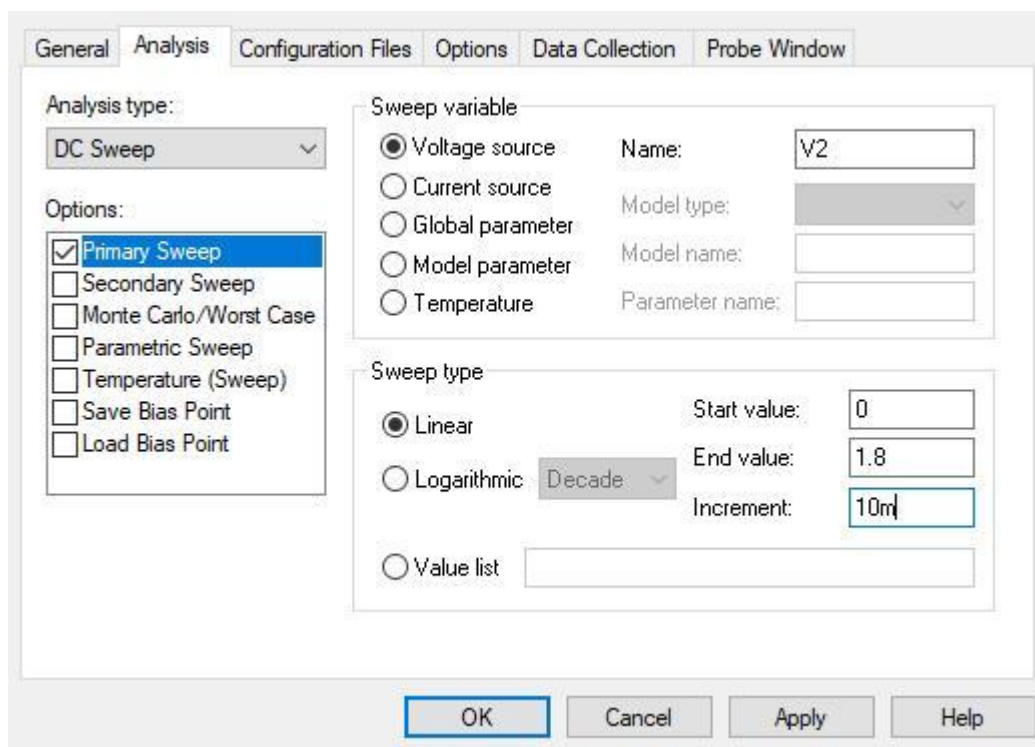 General Analysis Configuration Files Options Data Collection Probe Window
Analysis type:
DC Sweep
Options:
Primary Sweep
Secondary Sweep
Monte Carlo/Worst Case
Parametric Sweep
Temperature (Sweep)
Save Bias Point
Load Bias Point
Sweep variable
Voltage source Name: V2
Current source
Model type:
Global parameter
Model parameter Model name:
Temperature Parameter name:
Sweep type
Start value: 0
Linear
End value: 1.8
Logarithmic Decade
Increment: 10m
Value list
OK Cancel Apply Help